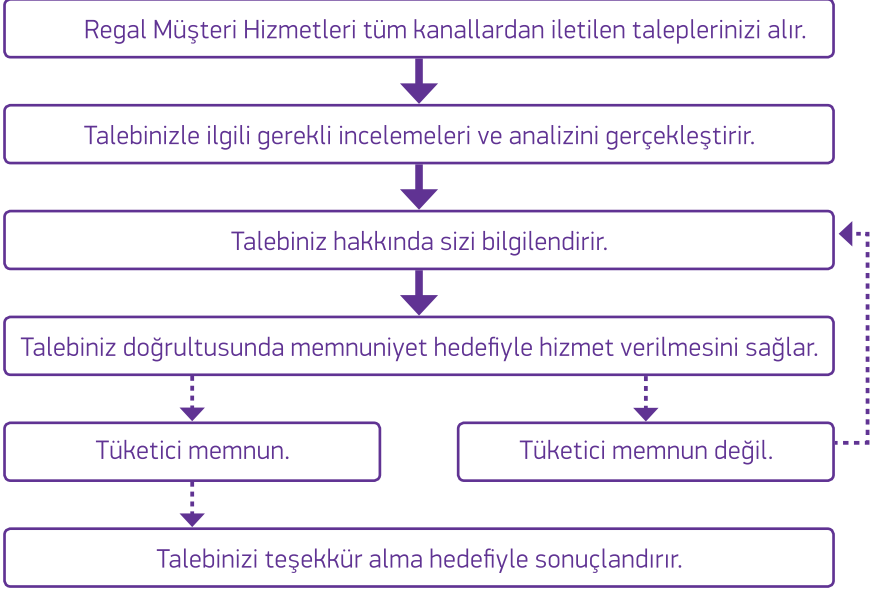 Regal Müşteri Hizmetleri tüm kanallardan iletilen taleplerinizi alır.
Talebinizle ilgili gerekli incelemeleri ve analizini gerçekleştirir.
Talebiniz hakkında sizi bilgilendirir.
Talebiniz doğrultusunda memnuniyet hedefiyle hizmet verilmesini sağlar.
Tüketici memnun.
Tüketici memnun değil.
Talebinizi teşekkür alma hedefiyle sonuçlandırır.